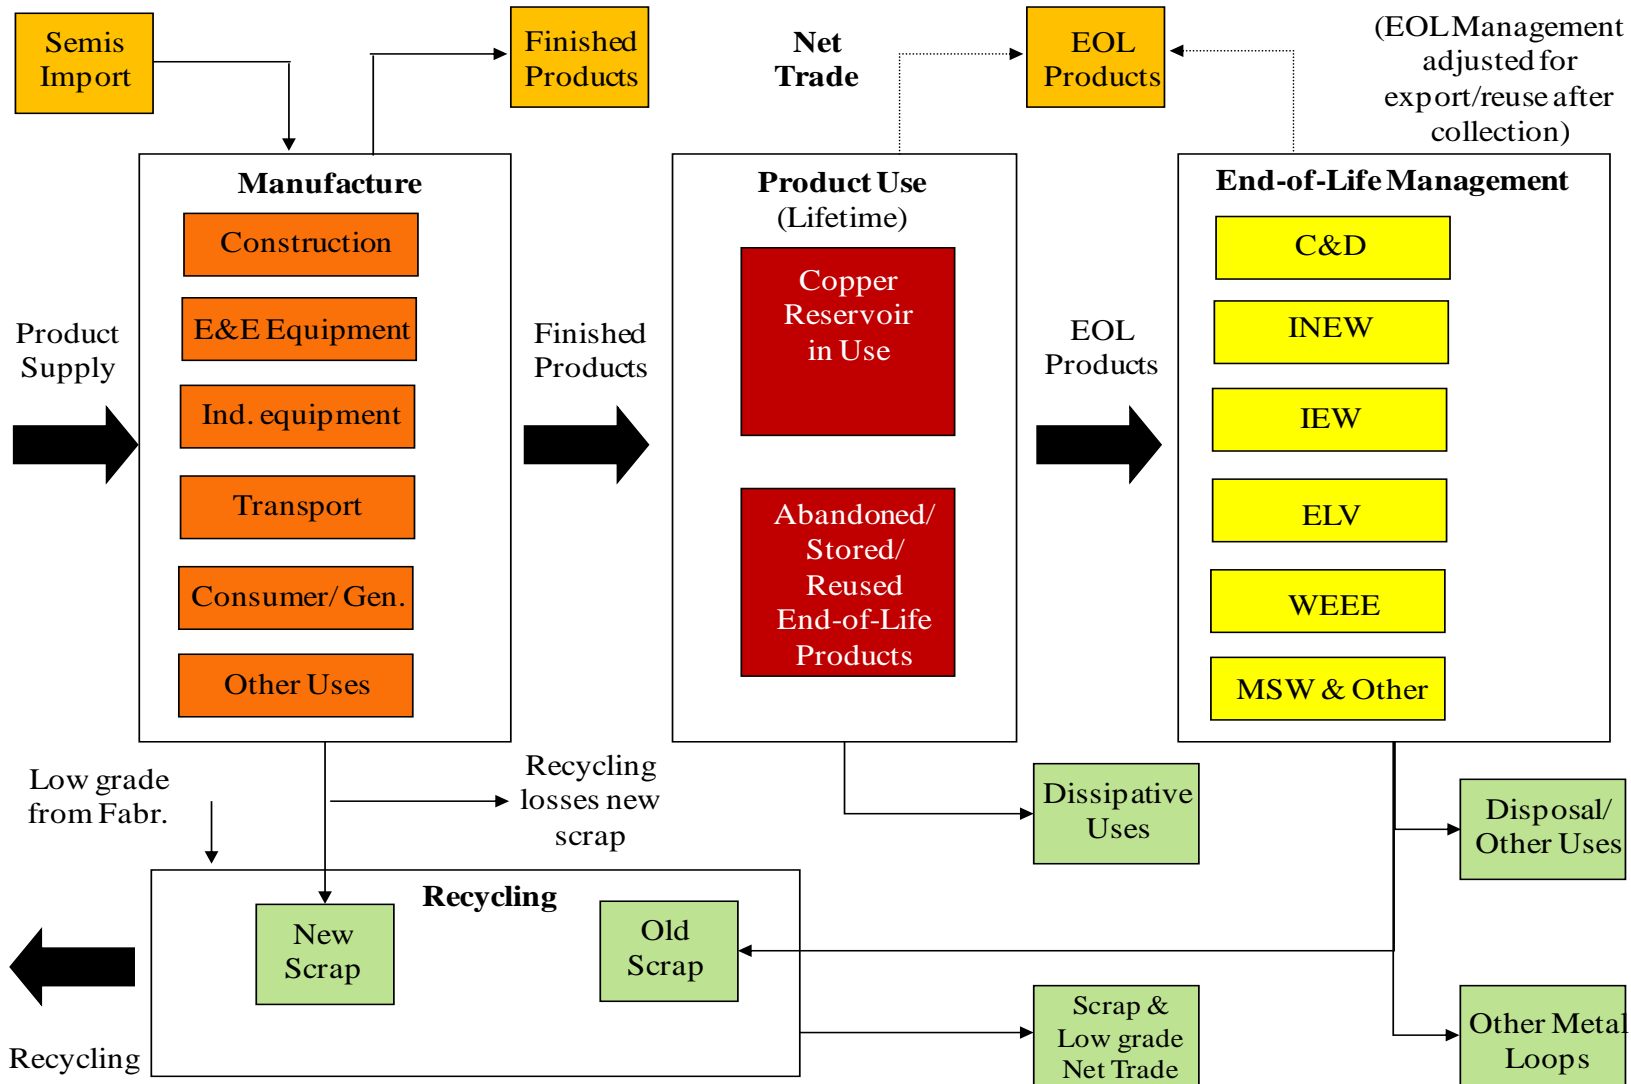 Semis
Import
Finished
Products
Net
Trade
EOL
Products
(EOL Management
adjusted for
export/reuse after
collection)
Manufacture
Construction
E&E Equipment
Ind. equipment
Transport
Consumer/ Gen.
Other Uses
Product Use
(Lifetime)
Copper
Reservoir
in Use
Abandoned/
Stored/
Reused
End-of-Life
Products
End-of-Life Management
C&D
INEW
IEW
ELV
WEEE
MSW & Other
Product
Supply
Finished
Products
EOL
Products
Low grade
from Fabr.
Recycling
losses new
scrap
Dissipative
Uses
Disposal/
Other Uses
Recycling
New
Scrap
Old
Scrap
Recycling
Scrap &
Low grade
Net Trade
Other Metal
Loops